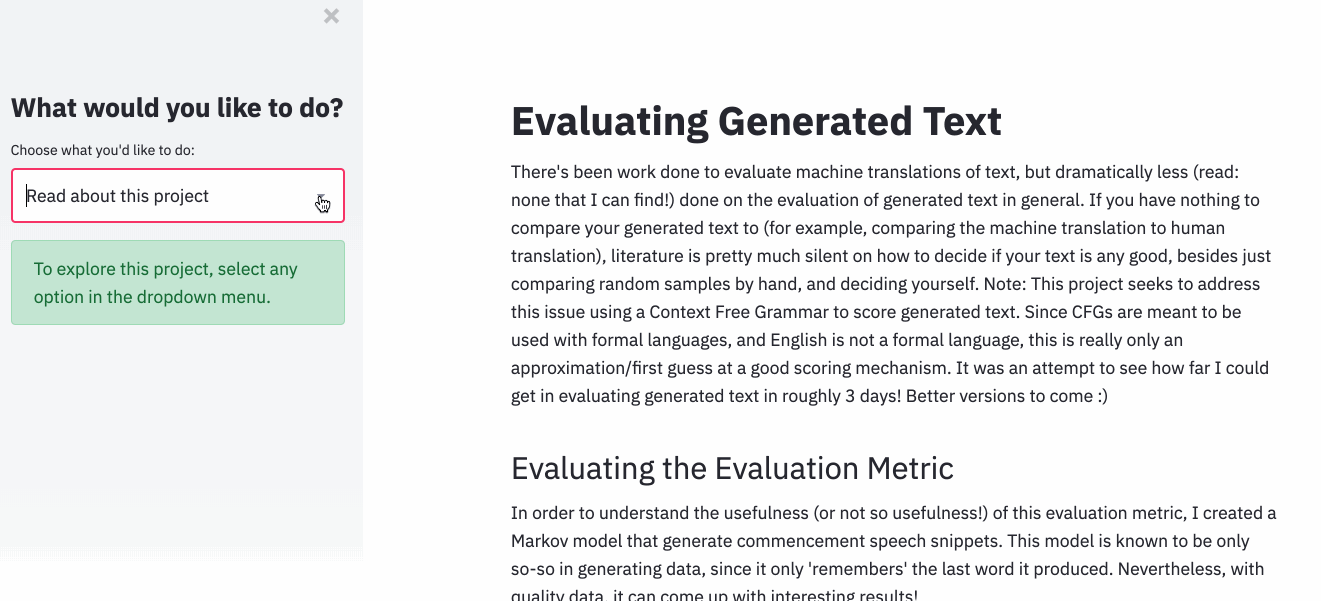 What would you like to do?
Choose what you'd like to do:
Read about this project
To explore this project, select any
option in the dropdown menu.
Evaluating Generated Text
There's been work done to evaluate machine translations of text, but dramatically less (read:
none that I can find!) done on the evaluation of generated text in general. If you have nothing to
compare your generated text to (for example, comparing the machine translation to human
translation), literature is pretty much silent on how to decide if your text is any good, besides just
comparing random samples by hand, and deciding yourself. Note: This project seeks to address
this issue using a Context Free Grammar to score generated text. Since CFGs are meant to be
used with formal languages, and English is not a formal language, this is really only an
approximation/first guess at a good scoring mechanism. It was an attempt to see how far I could
get in evaluating generated text in roughly 3 days! Better versions to come :)
Evaluating the Evaluation Metric
In order to understand the usefulness (or not so usefulness!) of this evaluation metric, I created a
Markov model that generate commencement speech snippets. This model is known to be only
so-so in generating data, since it only 'remembers' the last word it produced. Nevertheless, with
quality data, it can come up with interesting results!